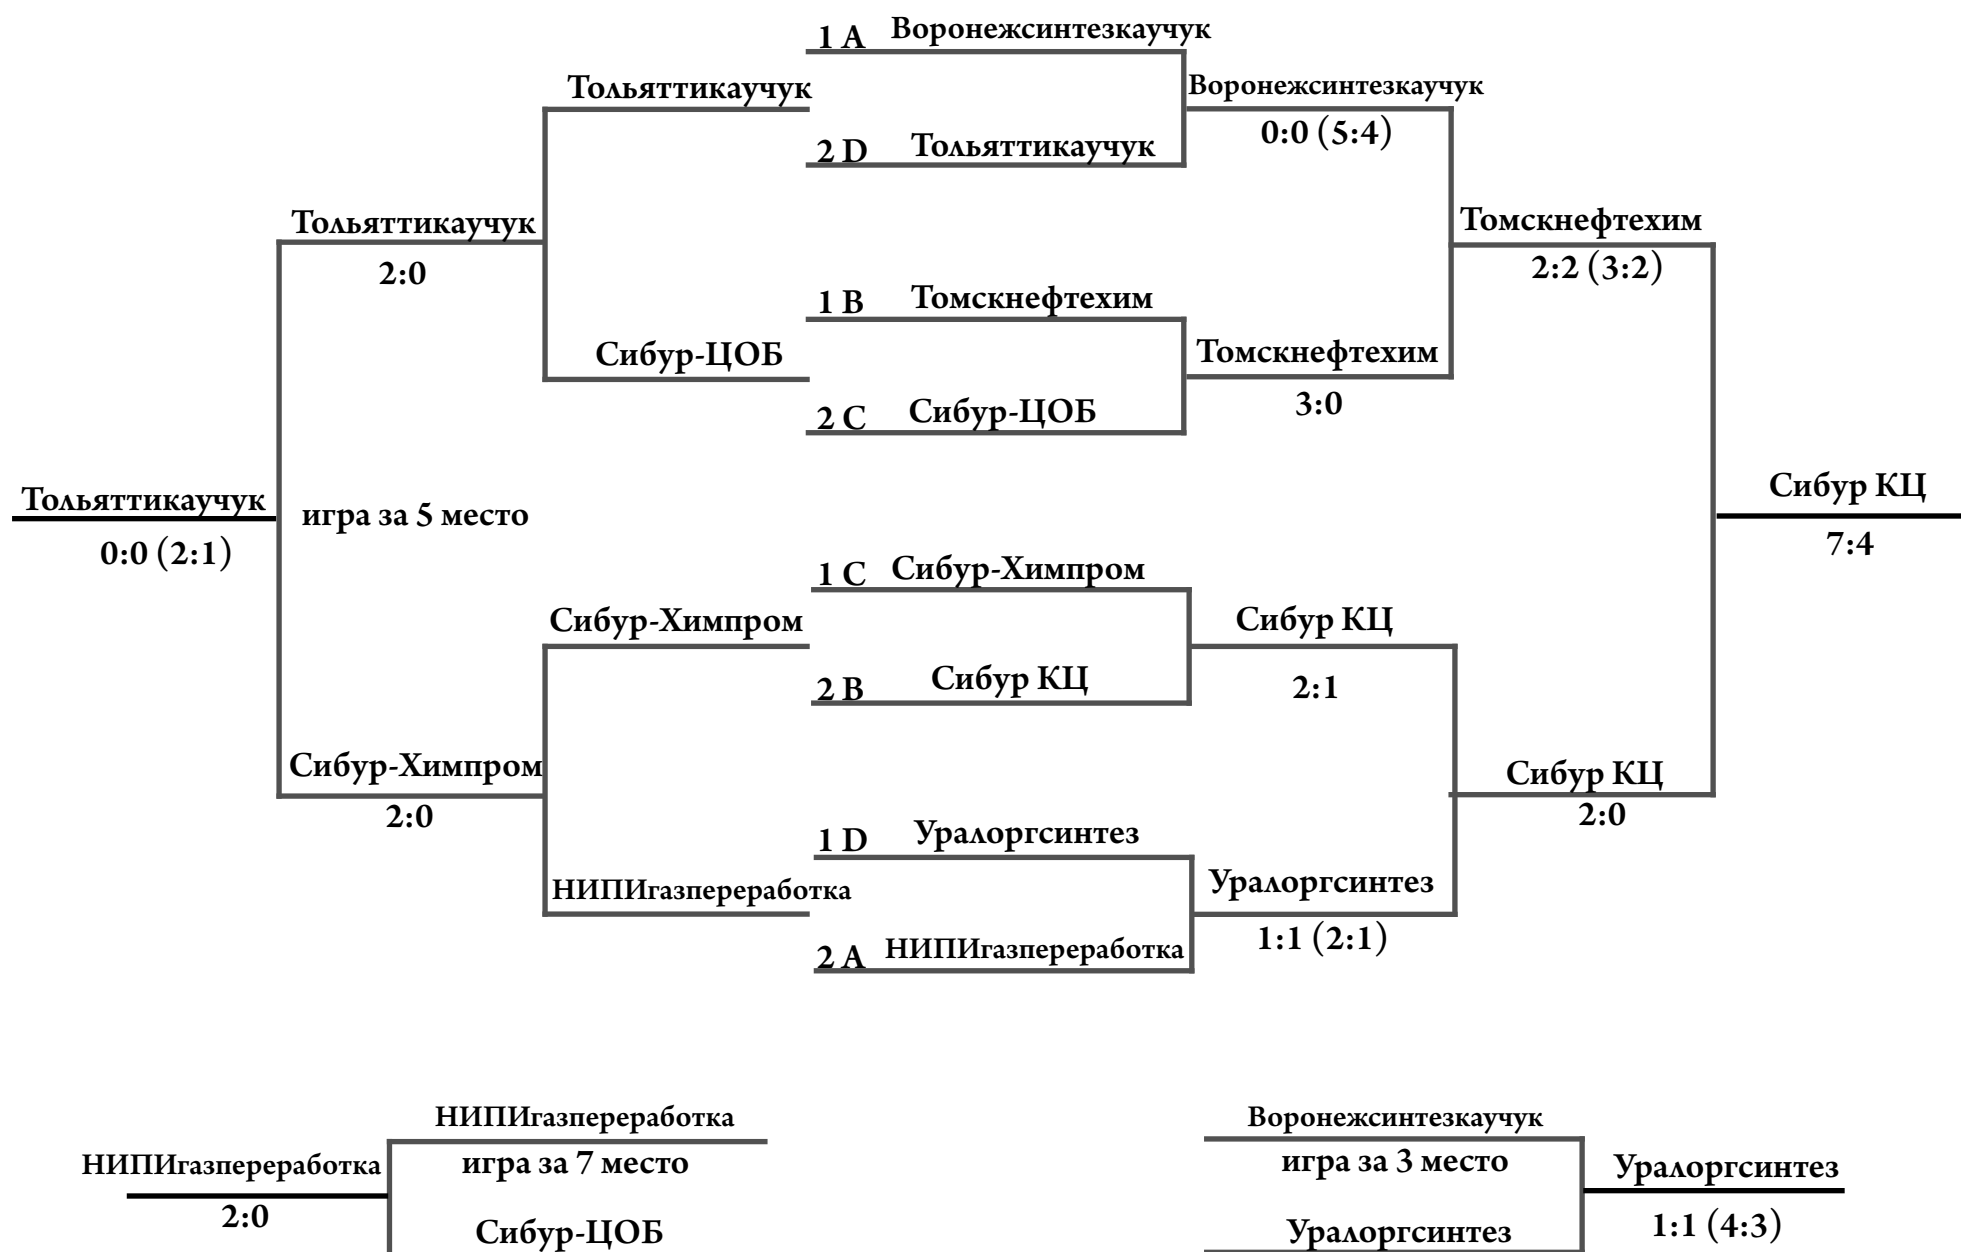 1 A Воронежсинтезкаучук
Тольяттикаучук
Воронежсинтезкаучук
0:0 (5:4)
2 D Тольяттикаучук
Тольяттикаучук
2:0
Томскнефтехим
2:2 (3:2)
1 B Томскнефтехим
Сибур-ЦОБ
Томскнефтехим
3:0
2 C Сибур-ЦОБ
Тольяттикаучук
0:0 (2:1)
игра за 5 место
Сибур КЦ
7:4
1 C Сибур-Химпром
Сибур-Химпром
Сибур КЦ
2:1
2 B Сибур КЦ
Сибур-Химпром
2:0
Сибур КЦ
2:0
1 D Уралоргсинтез
НИПИгазпереработка
Уралоргсинтез
1:1 (2:1)
2 A НИПИгазпереработка
НИПИгазпереработка
игра за 7 место
НИПИгазпереработка
2:0
Сибур-ЦОБ
Воронежсинтезкаучук
игра за 3 место
Уралоргсинтез
1:1 (4:3)
Уралоргсинтез